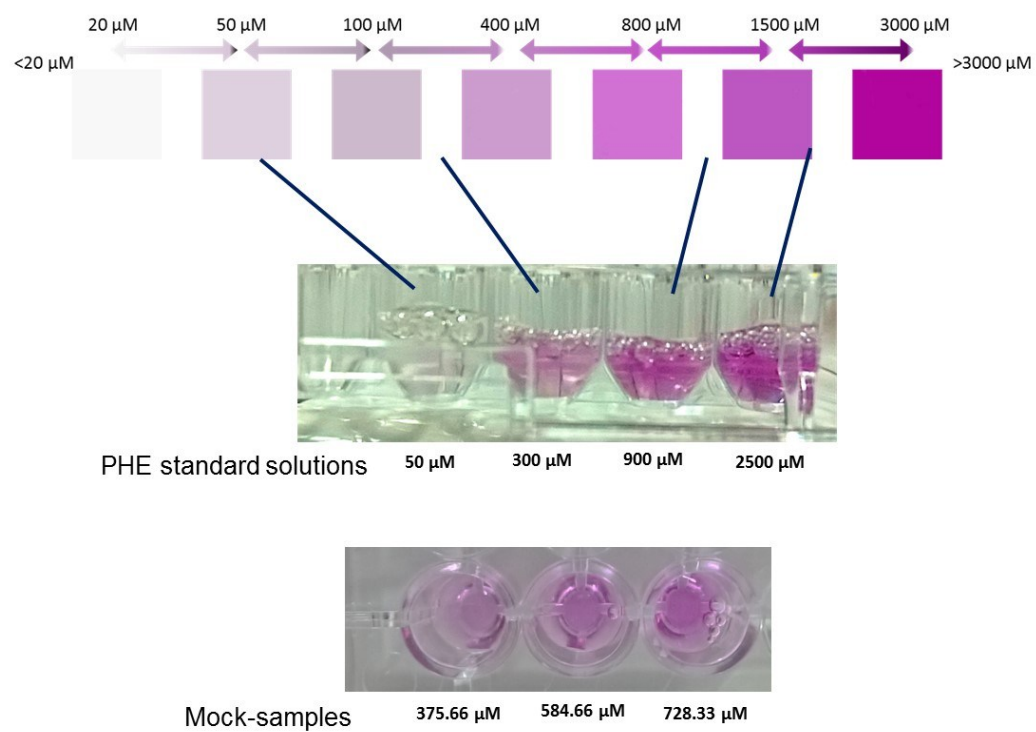 20 µM 50 µM 100 µM 400 µM 800 µM 1500 µM 3000 µM
<20 µM >3000 µM
PHE standard solutions 50 µM 300 µM 900 µM 2500 µM
Mock-samples 375.66 µM 584.66 µM 728.33 µM